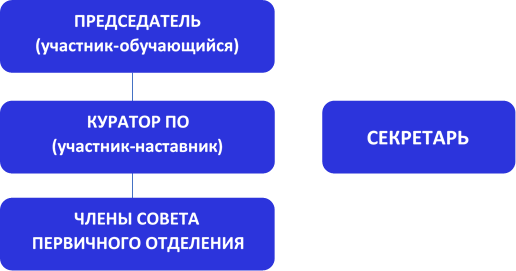 ПРЕДСЕДАТЕЛЬ
(участник-обучающийся)
КУРАТОР ПО
(участник-наставник)
СЕКРЕТАРЬ
ЧЛЕНЫ СОВЕТА
ПЕРВИЧНОГО ОТДЕЛЕНИЯ